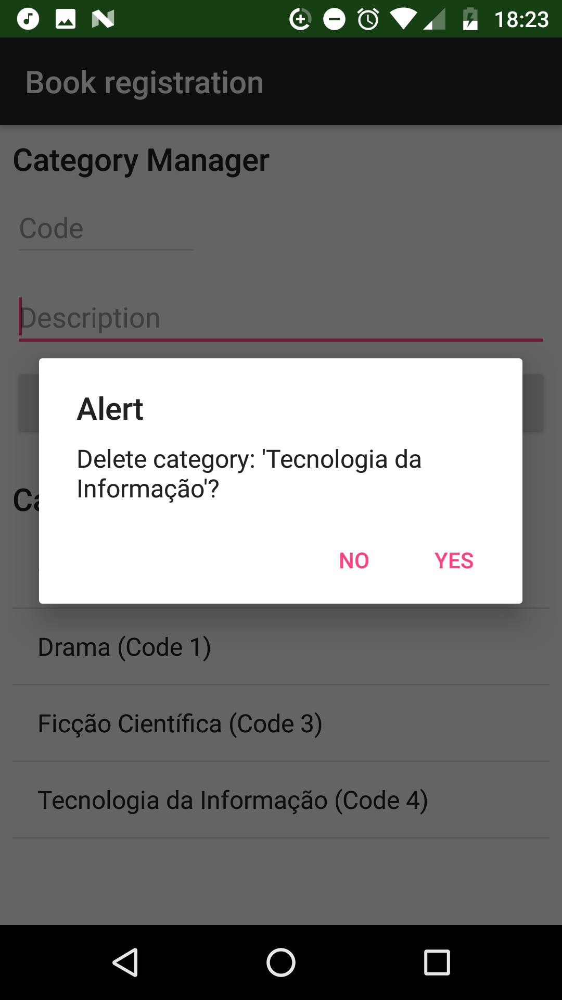 18:23
Book registration
Category Manager
Code
Description
Alert
Delete category: 'Tecnologia da
Informação'?
NO
YES
Drama (Code 1)
Ficção Científica (Code 3)
Tecnologia da Informação (Code 4)